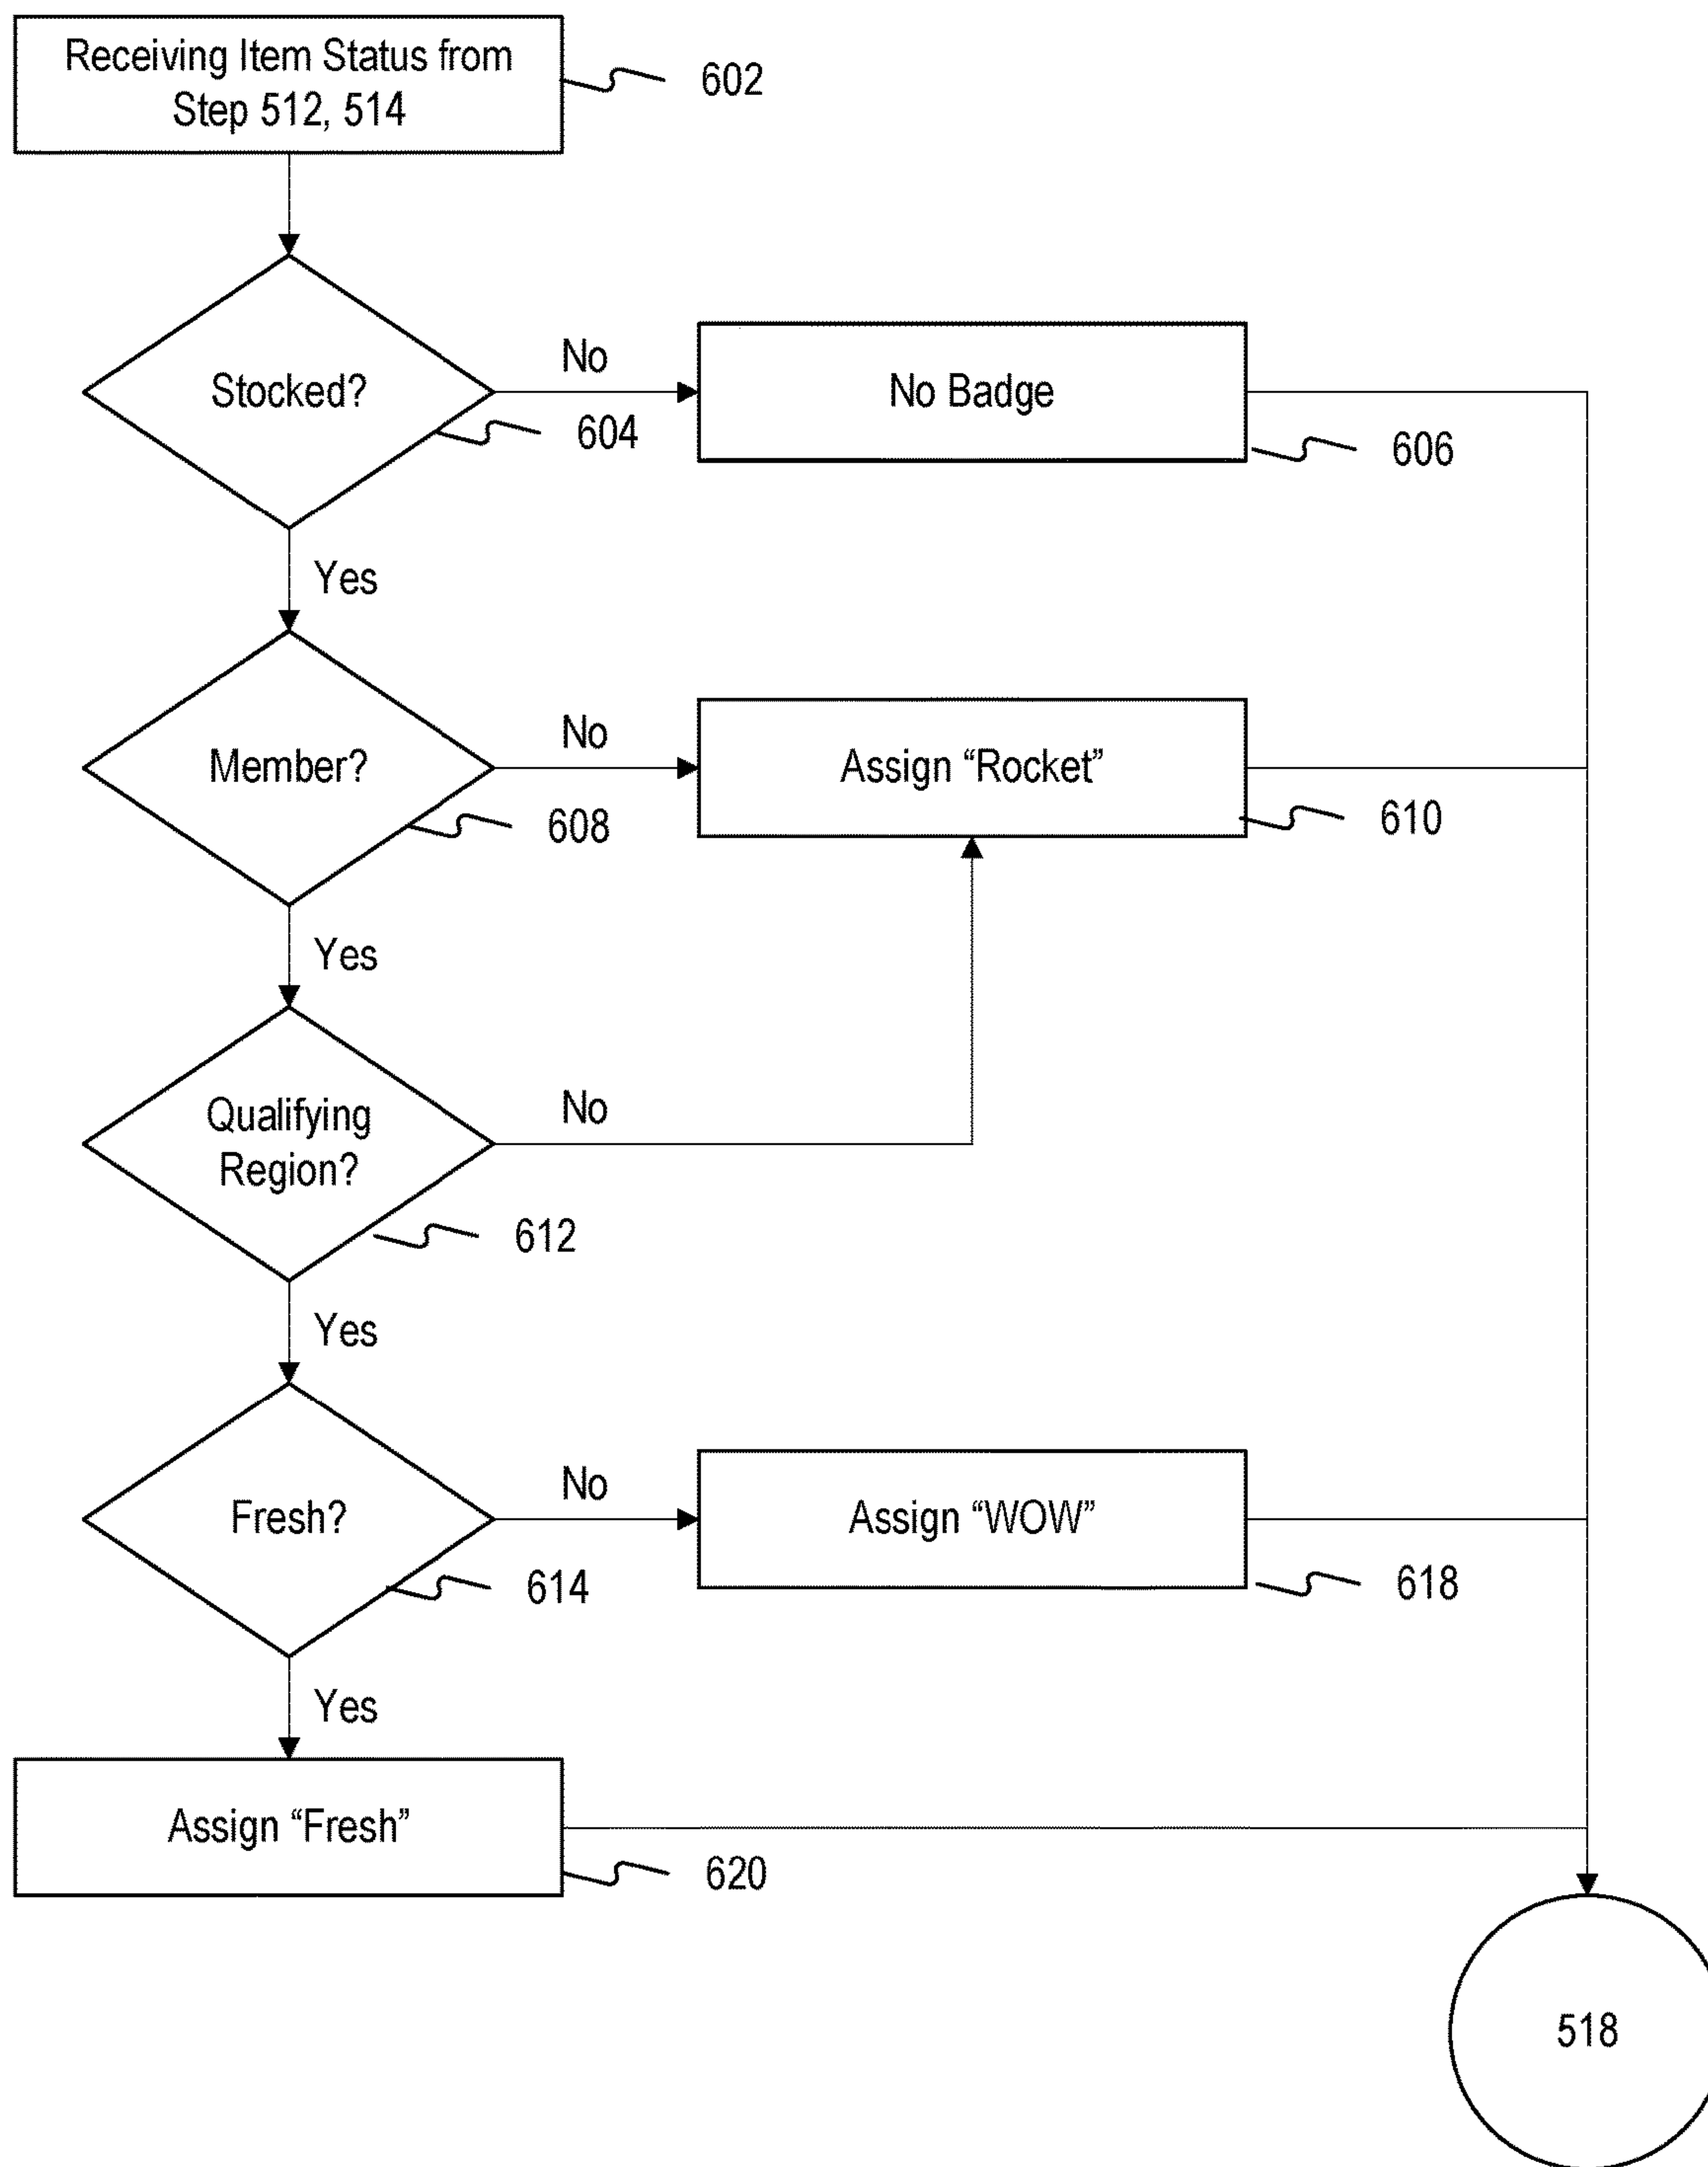 Receiving Item Status from
Step 512, 514
602
Stocked?
No
604
No Badge
606
Yes
Member?
No
608
Assign “Rocket”
610
Yes
Qualifying
Region?
No
612
Yes
Fresh?
No
614
Assign “WOW”
618
Yes
Assign “Fresh”
620
518